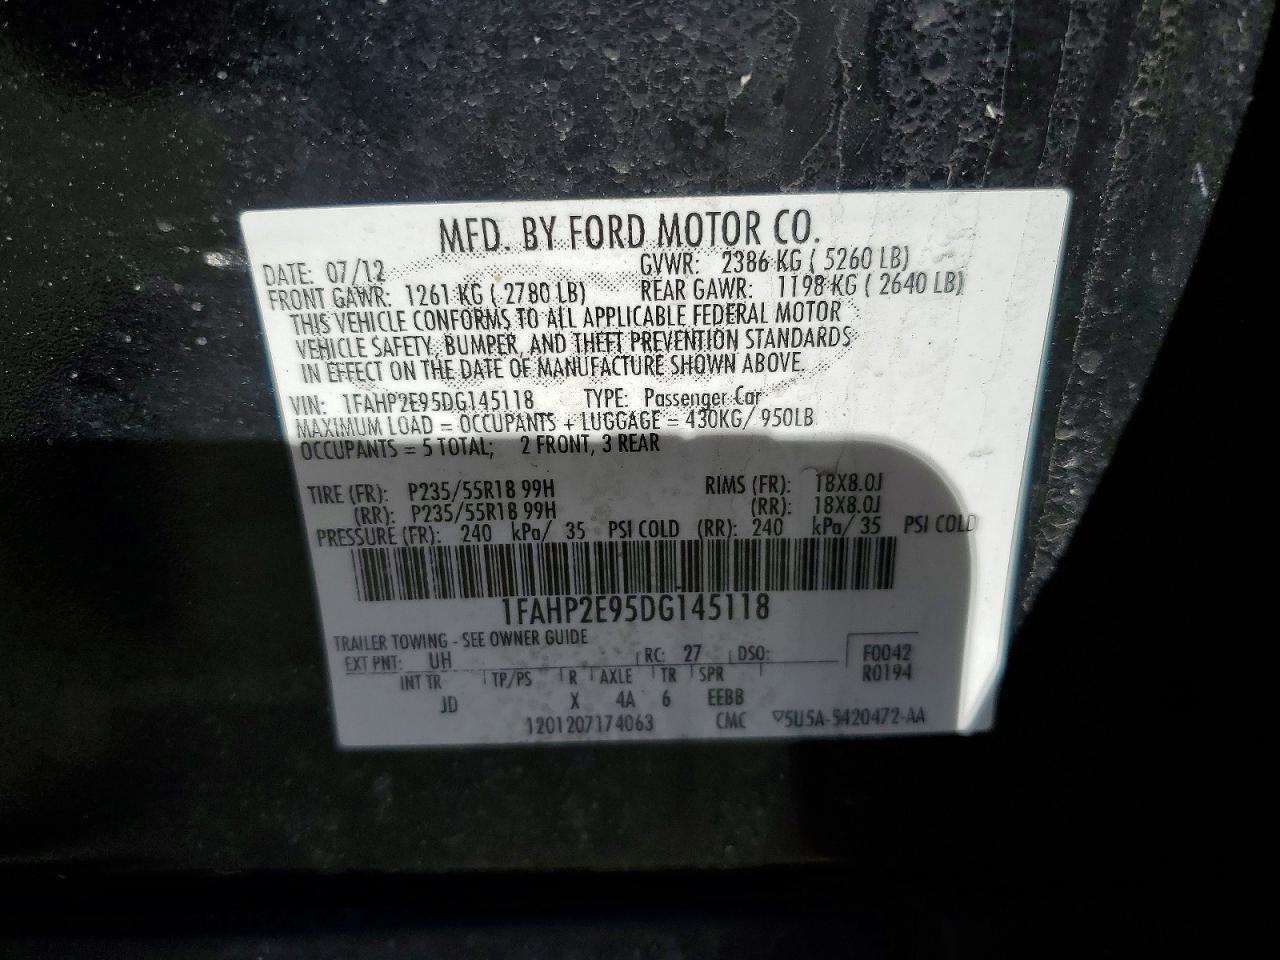 MFD. BY FORD MOTOR CO.
DATE: 07/12 GVWR: 2386 KG ( 5260 LB)
FRONT GAWR: 1261 KG ( 2780 LB) REAR GAWR: 1198 KG ( 2640 LB)
THIS VEHICLE CONFORMS TO ALL APPLICABLE FEDERAL MOTOR
VEHICLE SAFETY, BUMPER, AND THEFT PREVENTION STANDARDS
IN EFFECT ON THE DATE OF MANUFACTURE SHOWN ABOVE.
VIN: 1FAHP2E95DG145118 TYPE: Passenger Car
MAXIMUM LOAD = OCCUPANTS + LUGGAGE = 430KG/ 950LB
OCCUPANTS = 5 TOTAL; 2 FRONT, 3 REAR
TIRE (FR): P235/55R18 99H RIMS (FR): 18X8.0J
(RR): P235/55R18 99H (RR): 18X8.0J
PRESSURE (FR): 240 kPa/ 35 PSI COLD (RR): 240 kPa/ 35 PSI COLD
1FAHP2E95DG145118
TRAILER TOWING - SEE OWNER GUIDE
EXT PNT: UH RC: 27 DSO: F0042
INT TR TP/PS R AXLE TR SPR R0194
JD X 4A 6 EEBB
1201207174063 CMC ▽5U5A-5420472-AA